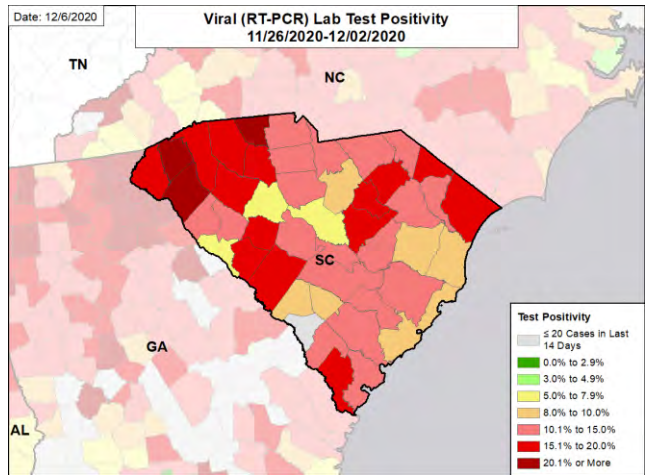 Date: 12/6/2020
Viral (RT-PCR) Lab Test Positivity
11/26/2020-12/02/2020
TN
NC
SC
GA
AL
Test Positivity
≤ 20 Cases in Last
14 Days
0.0% to 2.9%
3.0% to 4.9%
5.0% to 7.9%
8.0% to 10.0%
10.1% to 15.0%
15.1% to 20.0%
20.1% or More